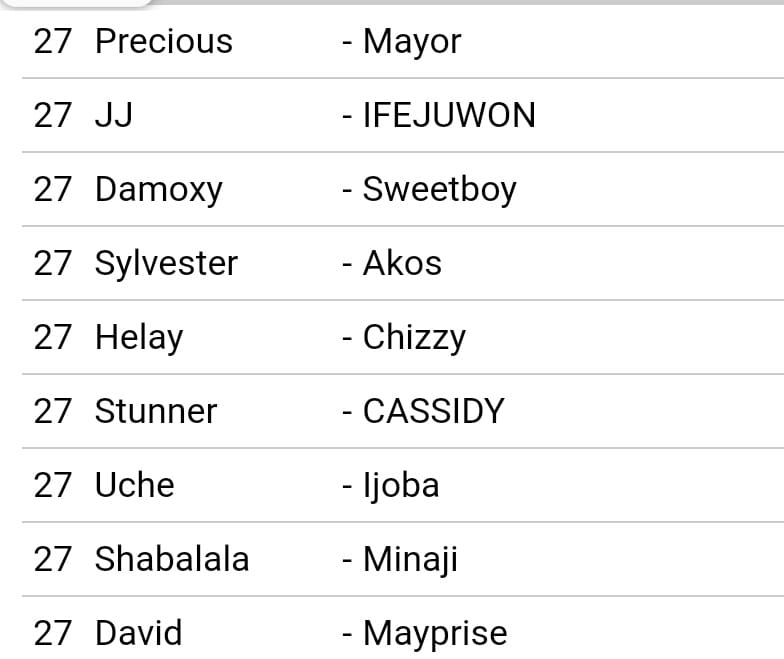 27 Precious - Mayor
27 JJ - IFEJUWON
27 Damoxy - Sweetboy
27 Sylvester - Akos
27 Helay - Chizzy
27 Stunner - CASSIDY
27 Uche - Ijoba
27 Shabalala - Minaji
27 David - Mayprise